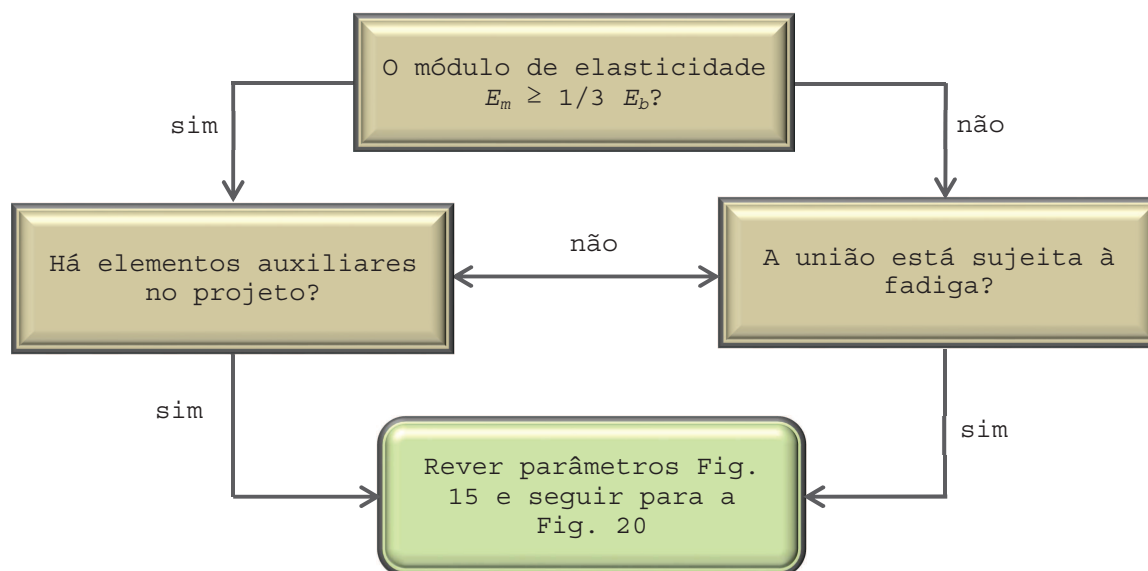 O módulo de elasticidade
Em ≥ 1/3 Eb?
sim
não
Há elementos auxiliares
no projeto?
não
A união está sujeita à
fadiga?
sim
sim
Rever parâmetros Fig.
15 e seguir para a
Fig. 20